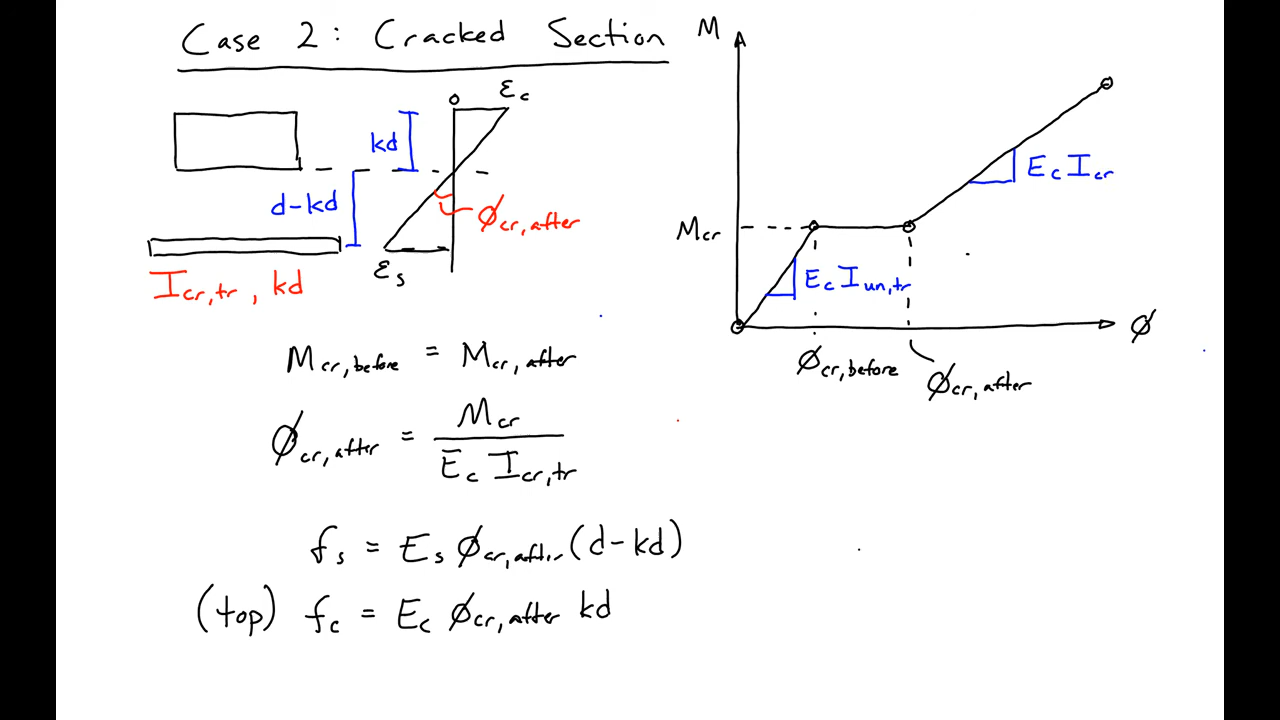 Case 2: Cracked Section
εc
kd
d-kd
ϕcr,after
εs
Icr,tr , kd
M
EcIcr
Mcr
EcIun,tr
ϕ
ϕcr,before
ϕcr,after
Mcr,before = Mcr,after
ϕcr,after = Mcr / Ec Icr,tr
fs = Es ϕcr,after (d-kd)
(top) fc = Ec ϕcr,after kd